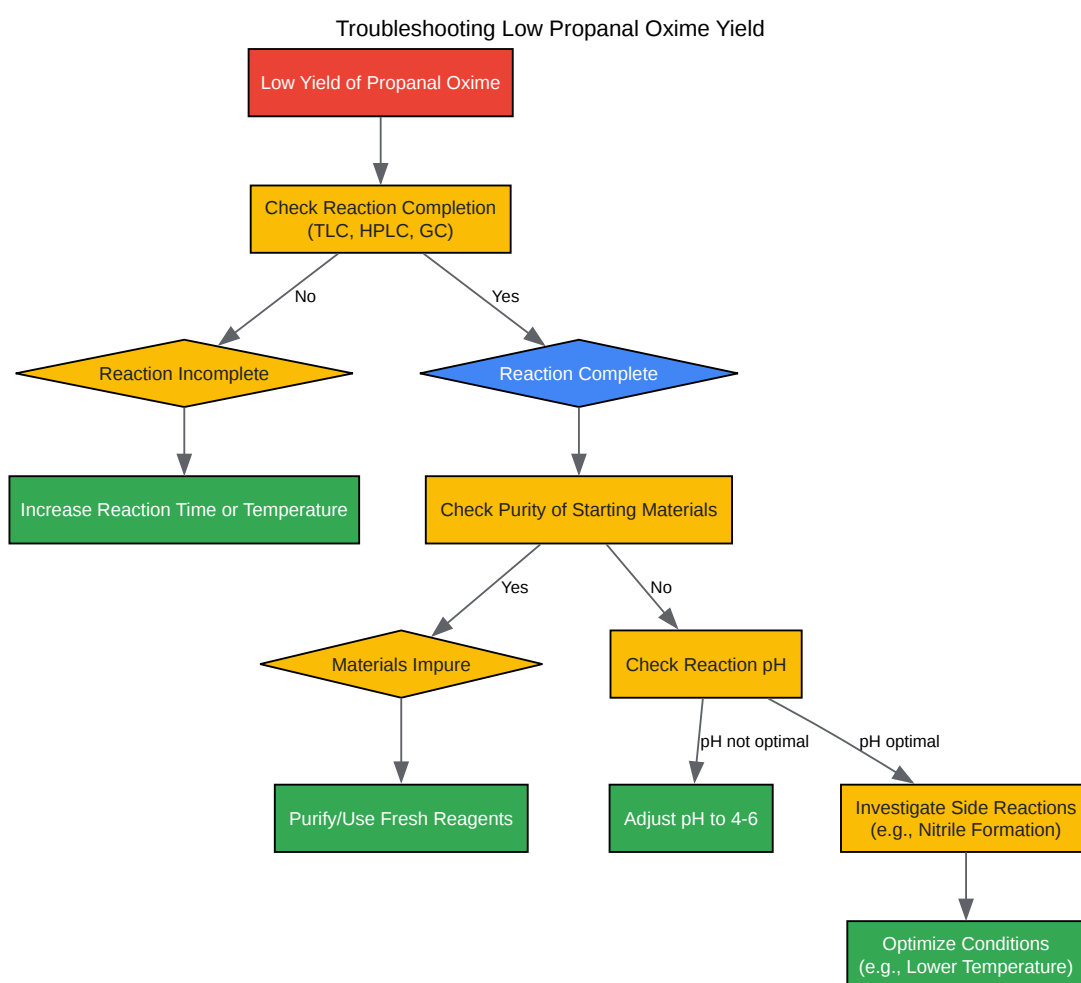 Troubleshooting Low Propanal Oxime Yield
Low Yield of Propanal Oxime
Check Reaction Completion
(TLC, HPLC, GC)
No
Yes
Reaction Incomplete
Reaction Complete
Increase Reaction Time or Temperature
Check Purity of Starting Materials
Yes
No
Materials Impure
Check Reaction pH
pH not optimal
pH optimal
Purify/Use Fresh Reagents
Adjust pH to 4-6
Investigate Side Reactions
(e.g., Nitrile Formation)
Optimize Conditions
(e.g., Lower Temperature)